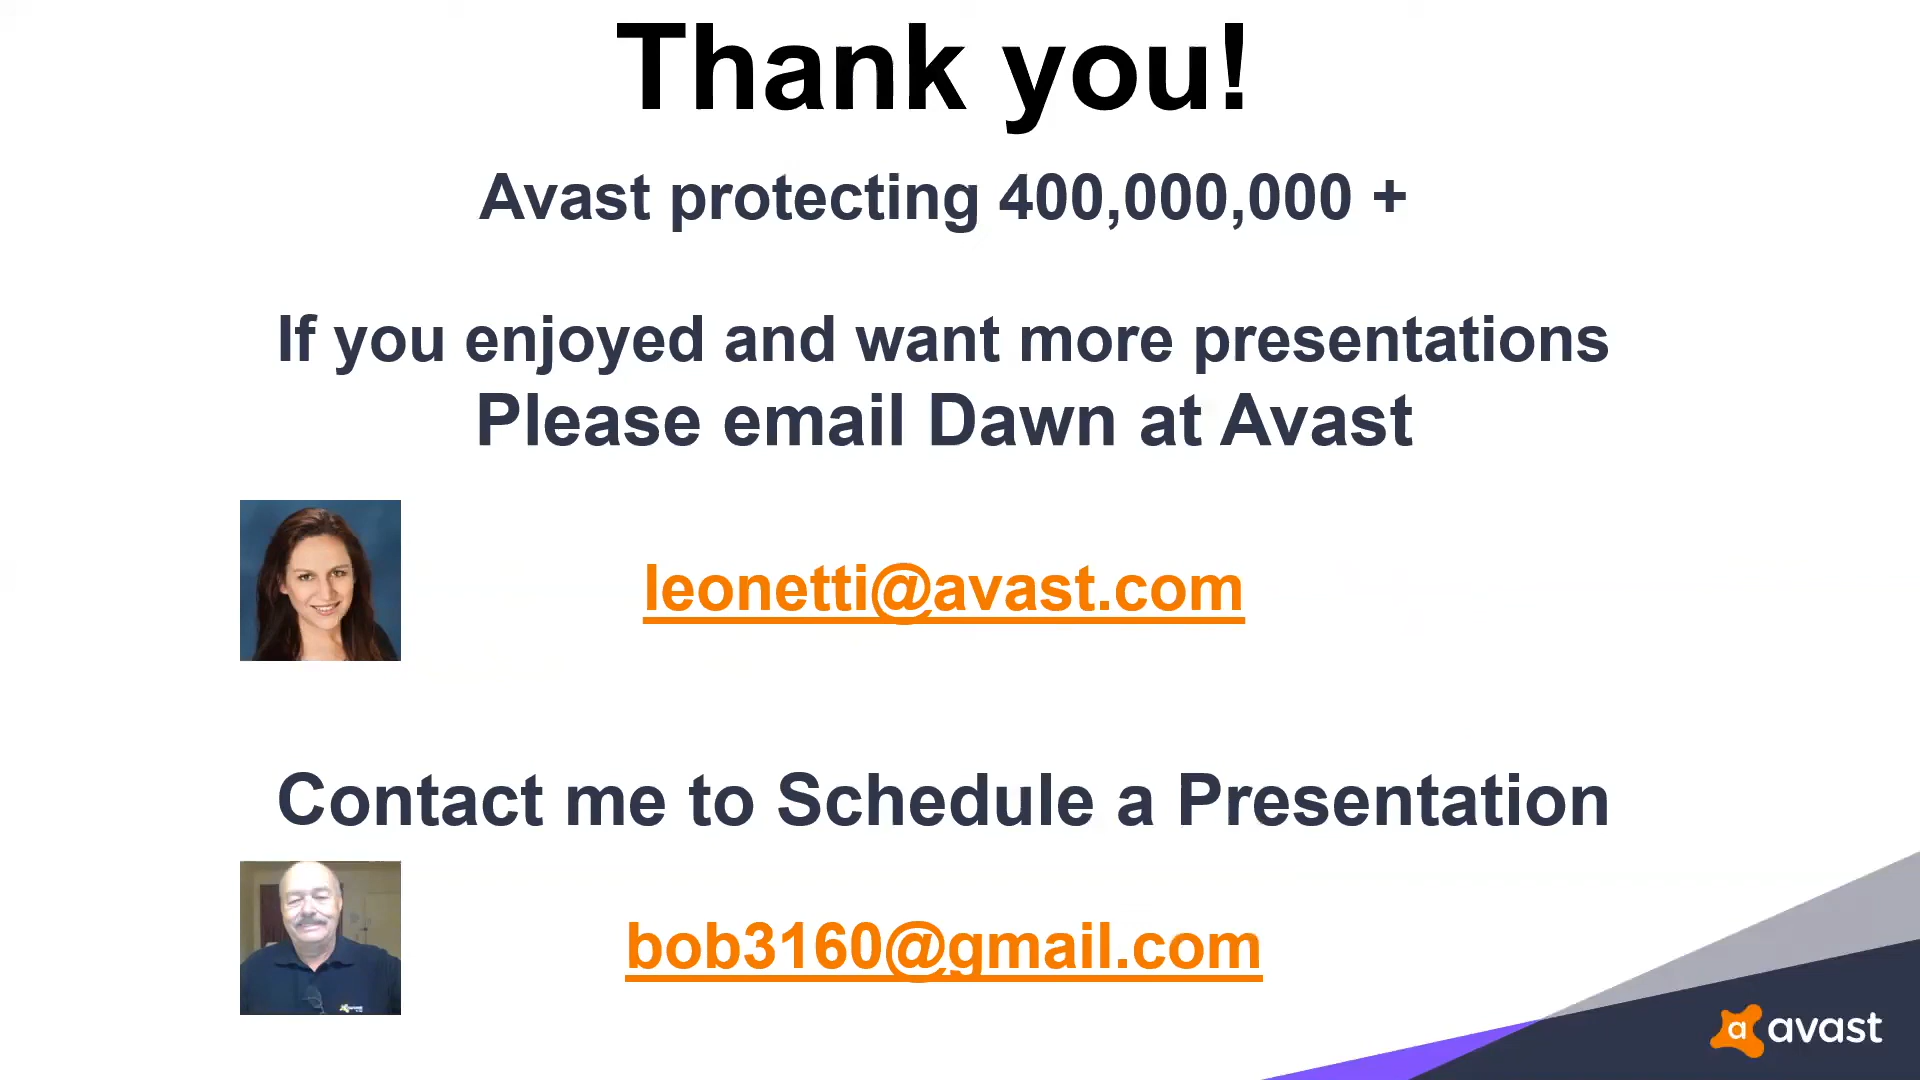 Thank you!
Avast protecting 400,000,000 +
If you enjoyed and want more presentations
Please email Dawn at Avast
leonetti@avast.com
Contact me to Schedule a Presentation
bob3160@gmail.com
a avast